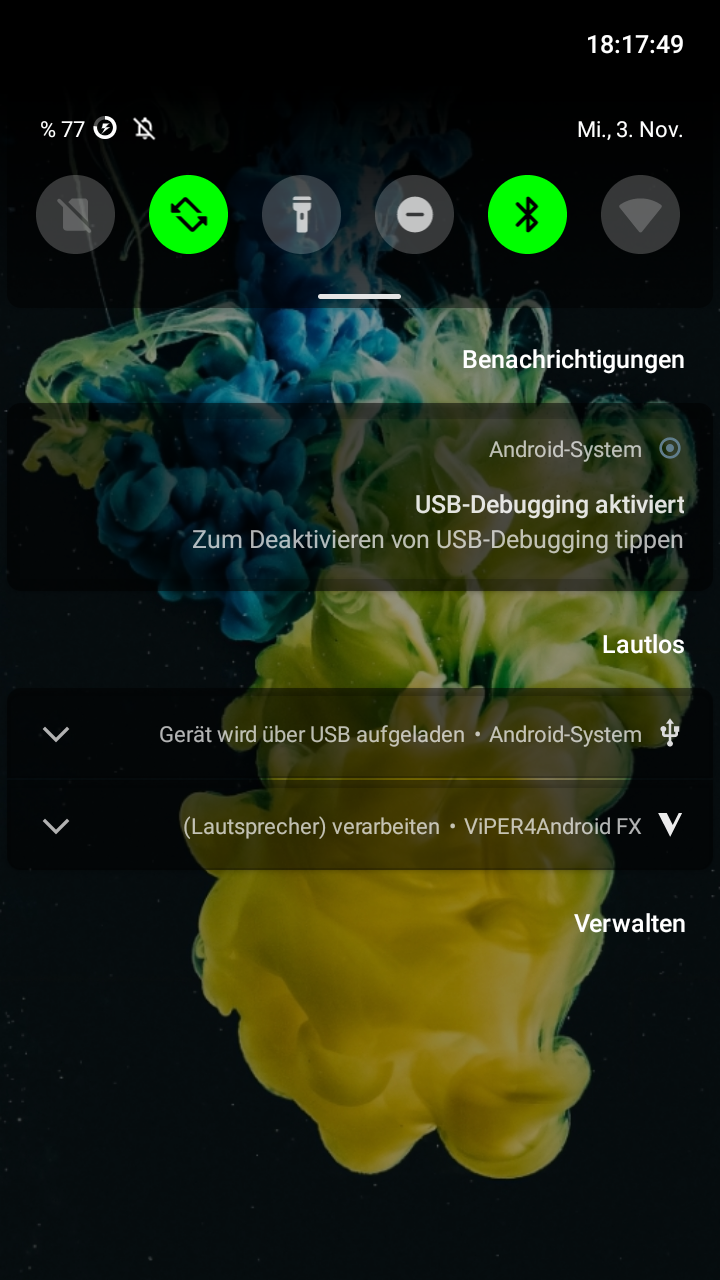 18:17:49
% 77
Mi., 3. Nov.
Benachrichtigungen
Android-System
USB-Debugging aktiviert
Zum Deaktivieren von USB-Debugging tippen
Lautlos
Gerät wird über USB aufgeladen • Android-System
(Lautsprecher) verarbeiten • ViPER4Android FX
Verwalten